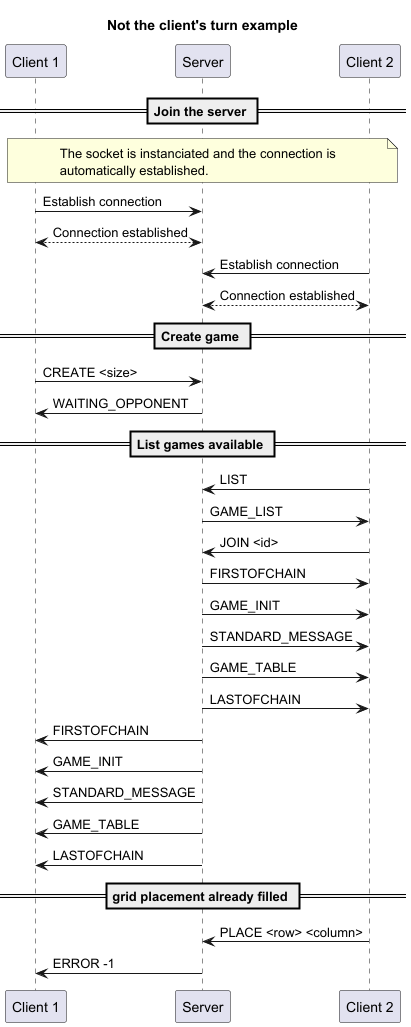 Not the client's turn example
Client 1
Server
Client 2
Join the server
The socket is instanciated and the connection is
automatically established.
Establish connection
Connection established
Establish connection
Connection established
Create game
CREATE <size>
WAITING_OPPONENT
List games available
LIST
GAME_LIST
JOIN <id>
FIRSTOFCHAIN
GAME_INIT
STANDARD_MESSAGE
GAME_TABLE
LASTOFCHAIN
FIRSTOFCHAIN
GAME_INIT
STANDARD_MESSAGE
GAME_TABLE
LASTOFCHAIN
grid placement already filled
PLACE <row> <column>
ERROR -1
Client 1
Server
Client 2